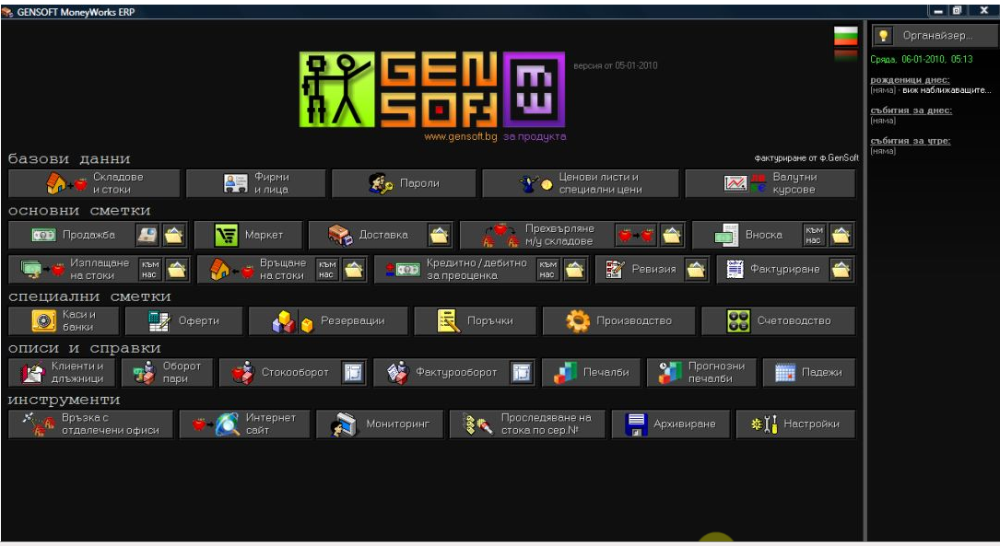 GENSOFT MoneyWorks ERP
GEN
SOFT
mw
версия от 05-01-2010
www.gensoft.bg за продукта
базови данни
фактуриране от ф.GenSoft
Складове
и стоки
Фирми
и лица
Пароли
Ценови листи и
специални цени
Валутни
курсове
основни сметки
Продажба
Маркет
Доставка
Прехвърляне
м/у складове
Вноска
към
нас
Изплащане
на стоки
към
нас
Връщане
на стоки
към
нас
Кредитно/дебитно
за преоценка
към
нас
Ревизия
Фактуриране
специални сметки
Каси и
банки
Оферти
Резервации
Поръчки
Производство
Счетоводство
описи и справки
Клиенти и
длъжници
Оборот
пари
Стокооборот
Фактурооборот
Печалби
Прогнозни
печалби
Падежи
инструменти
Връзка с
отдалечени офиси
Интернет
сайт
Мониторинг
Проследяване на
стока по сер.№
Архивиране
Настройки
Органайзер...
Сряда, 06-01-2010, 05:13
рожденици днес:
(няма) - виж наближаващите...
събития за днес:
(няма)
събития за утре:
(няма)